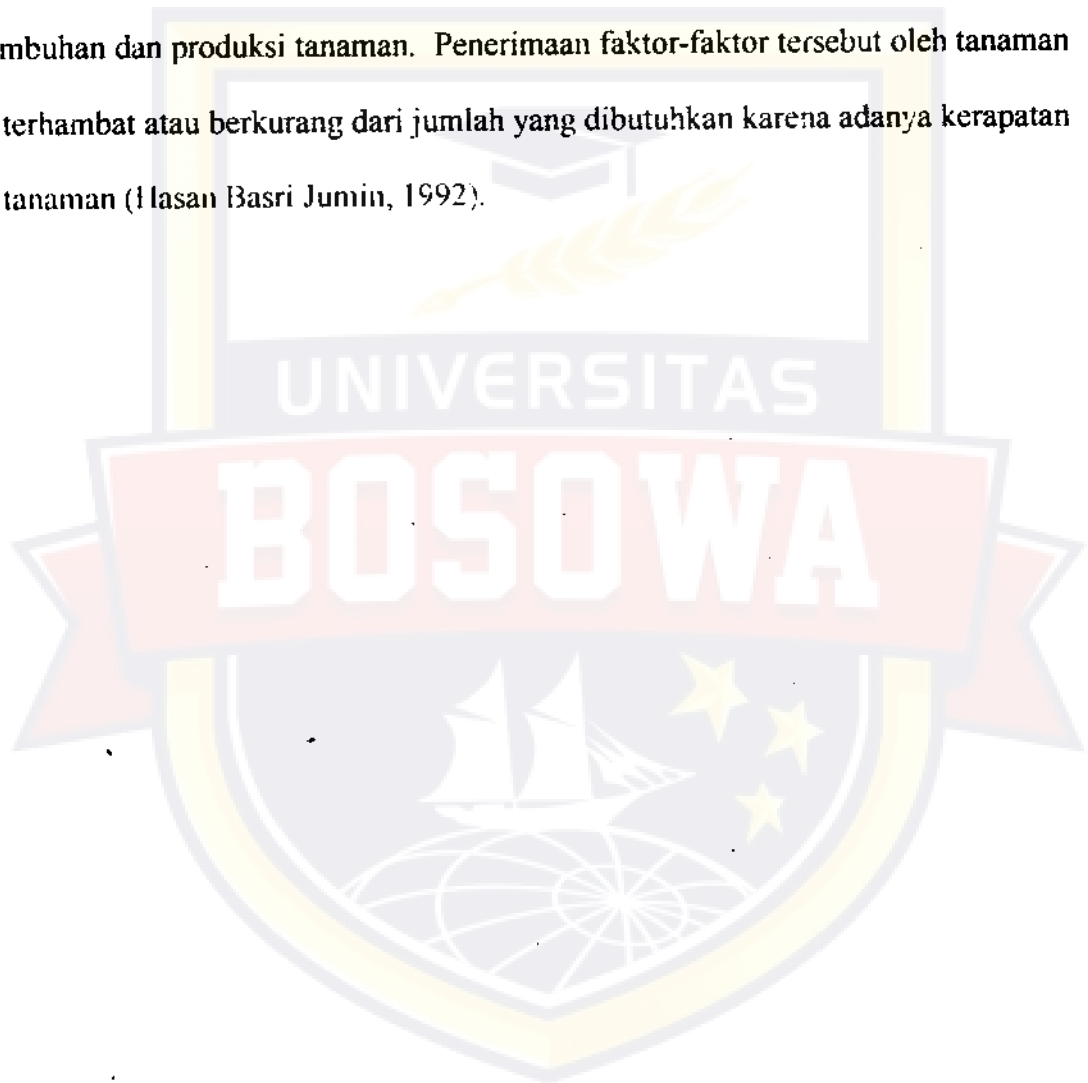 mbuhan dan produksi tanaman. Penerimaan faktor-faktor tersebut oleh tanaman
terhambat atau berkurang dari jumlah yang dibutuhkan karena adanya kerapatan
tanaman (Hasan Basri Jumin, 1992).
UNIVERSITAS
BOSOWA